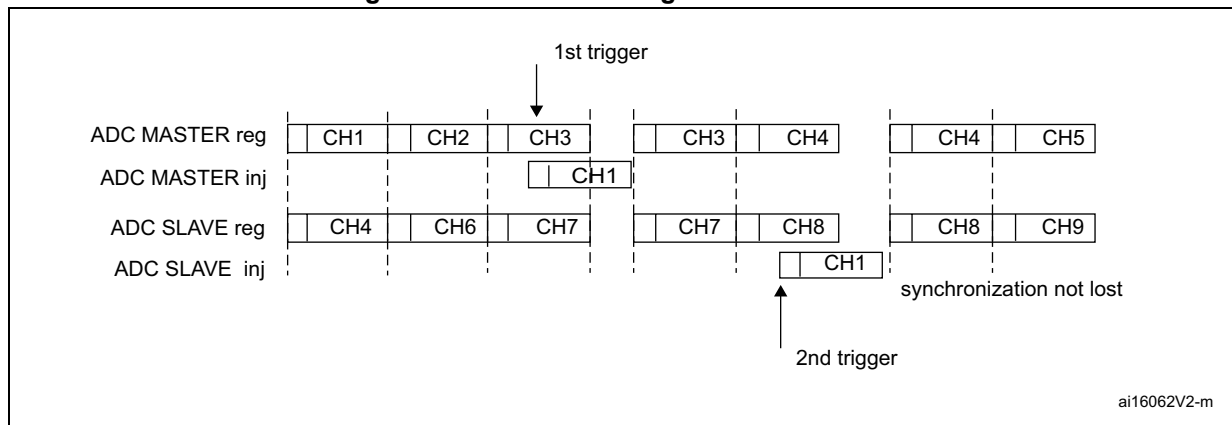 1st trigger
ADC MASTER reg CH1 CH2 CH3 CH3 CH4 CH4 CH5
ADC MASTER inj CH1
ADC SLAVE reg CH4 CH6 CH7 CH7 CH8 CH8 CH9
ADC SLAVE inj CH1
synchronization not lost
2nd trigger
ai16062V2-m